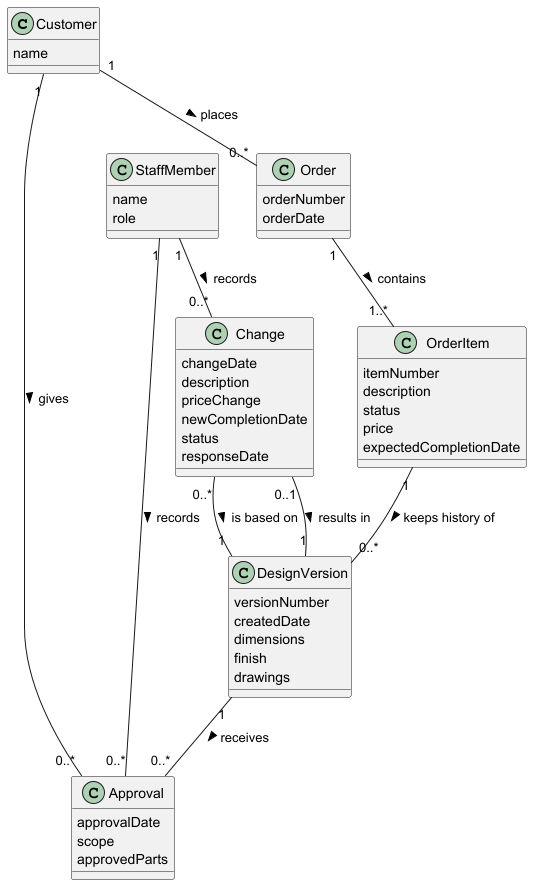 C Customer
name
1
1
places
0..*
C StaffMember
name
role
C Order
orderNumber
orderDate
1
1
records
0..*
1
contains
1..*
C Change
changeDate
description
priceChange
newCompletionDate
status
responseDate
C OrderItem
itemNumber
description
status
price
expectedCompletionDate
gives
0..*
0..1
1
records
is based on
results in
keeps history of
1
1
0..*
C DesignVersion
versionNumber
createdDate
dimensions
finish
drawings
1
receives
0..*
0..*
0..*
C Approval
approvalDate
scope
approvedParts